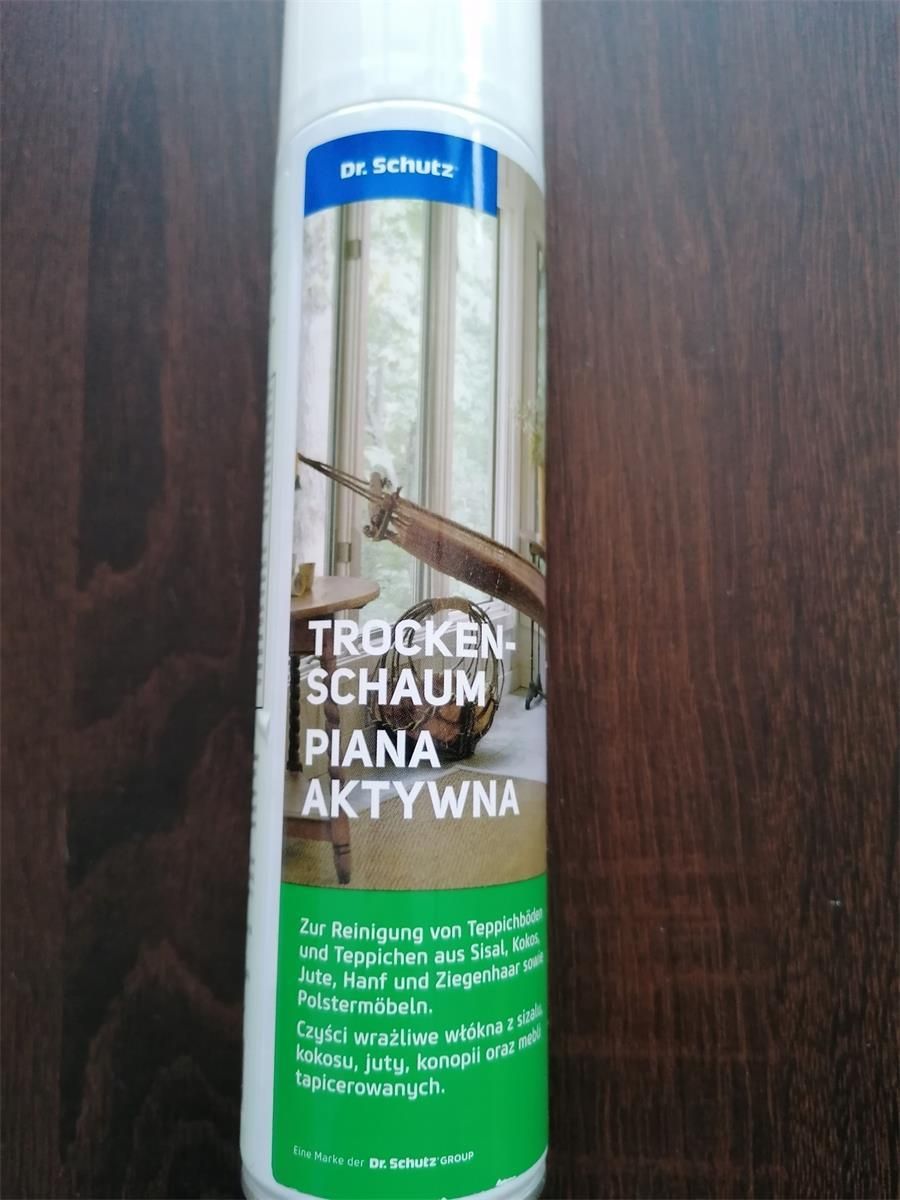 Dr. Schutz
TROCKEN-
SCHAUM
PIANA
AKTYWNA
Zur Reinigung von Teppichböden
und Teppichen aus Sisal, Kokos,
Jute, Hanf und Ziegenhaar sowie
Polstermöbeln.
Czyści wrażliwe włókna z sizalu,
kokosu, juty, konopii oraz mebli
tapicerowanych.
Eine Marke der Dr. Schutz® GROUP